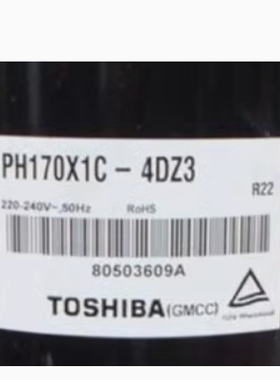 PH170X1C - 4DZ3
R22
220-240V~,50Hz RoHS
80503609A
TOSHIBA(GMCC)